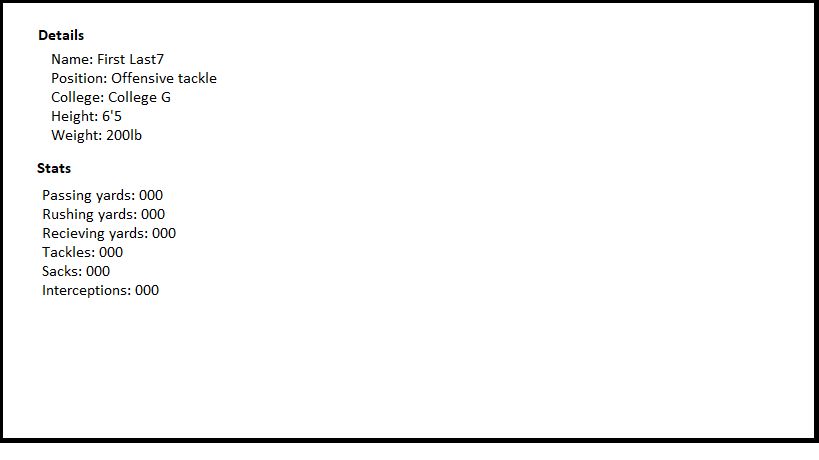 Details
Name: First Last7
Position: Offensive tackle
College: College G
Height: 6'5
Weight: 200lb
Stats
Passing yards: 000
Rushing yards: 000
Recieving yards: 000
Tackles: 000
Sacks: 000
Interceptions: 000